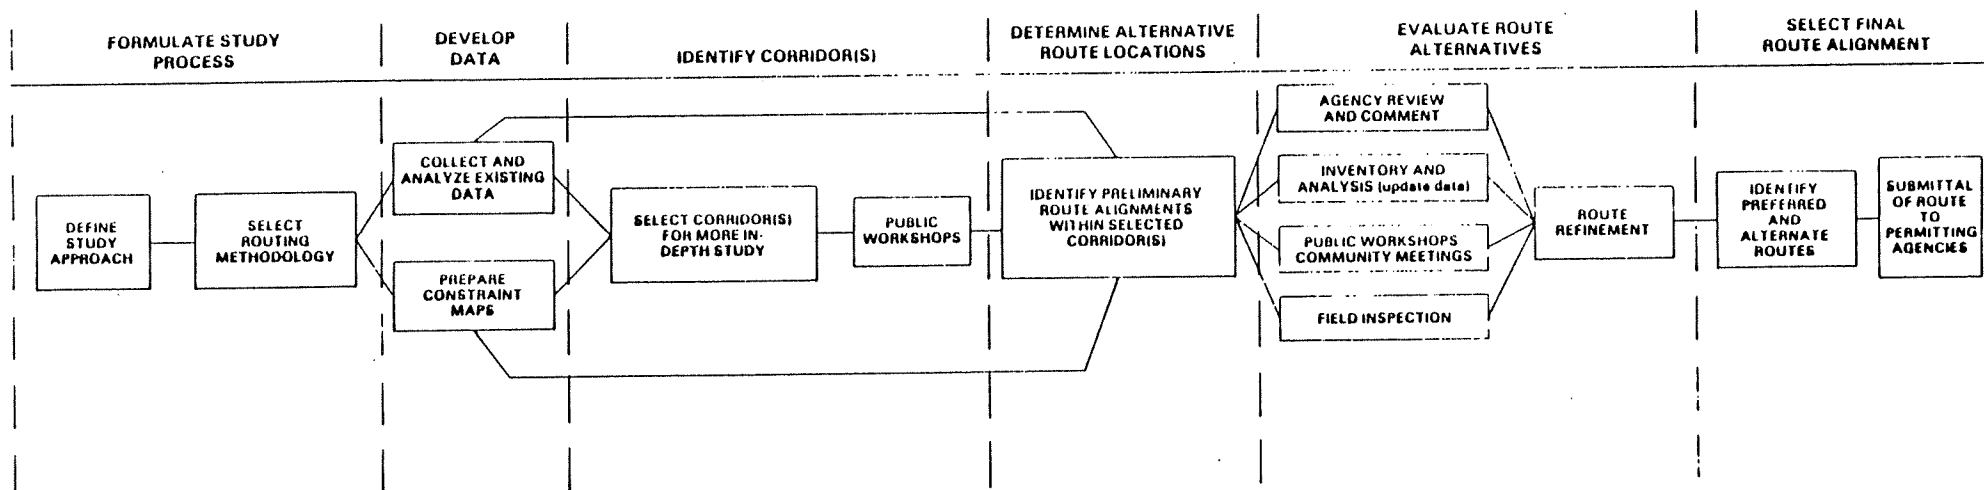 FORMULATE STUDY
PROCESS
DEVELOP
DATA
IDENTIFY CORRIDOR(S)
DETERMINE ALTERNATIVE
ROUTE LOCATIONS
EVALUATE ROUTE
ALTERNATIVES
SELECT FINAL
ROUTE ALIGNMENT
DEFINE
STUDY
APPROACH
SELECT
ROUTING
METHODOLOGY
COLLECT AND
ANALYZE EXISTING
DATA
PREPARE
CONSTRAINT
MAPS
SELECT CORRIDOR(S)
FOR MORE IN-
DEPTH STUDY
PUBLIC
WORKSHOPS
IDENTIFY PRELIMINARY
ROUTE ALIGNMENTS
WITHIN SELECTED
CORRIDOR(S)
AGENCY REVIEW
AND COMMENT
INVENTORY AND
ANALYSIS (update data)
PUBLIC WORKSHOPS
COMMUNITY MEETINGS
FIELD INSPECTION
ROUTE
REFINEMENT
IDENTIFY
PREFERRED
AND
ALTERNATE
ROUTES
SUBMITTAL
OF ROUTE
TO
PERMITTING
AGENCIES